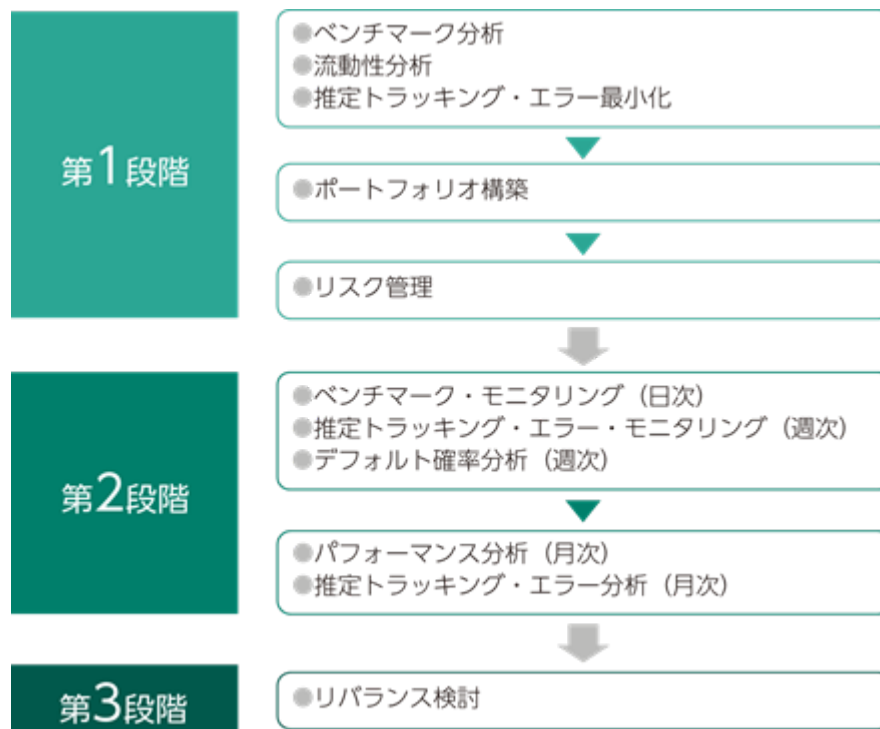 第1段階
●ベンチマーク分析
●流動性分析
●推定トラッキング・エラー最小化
●ポートフォリオ構築
●リスク管理
第2段階
●ベンチマーク・モニタリング（日次）
●推定トラッキング・エラー・モニタリング（週次）
●デフォルト確率分析（週次）
●パフォーマンス分析（月次）
●推定トラッキング・エラー分析（月次）
第3段階
●リバランス検討